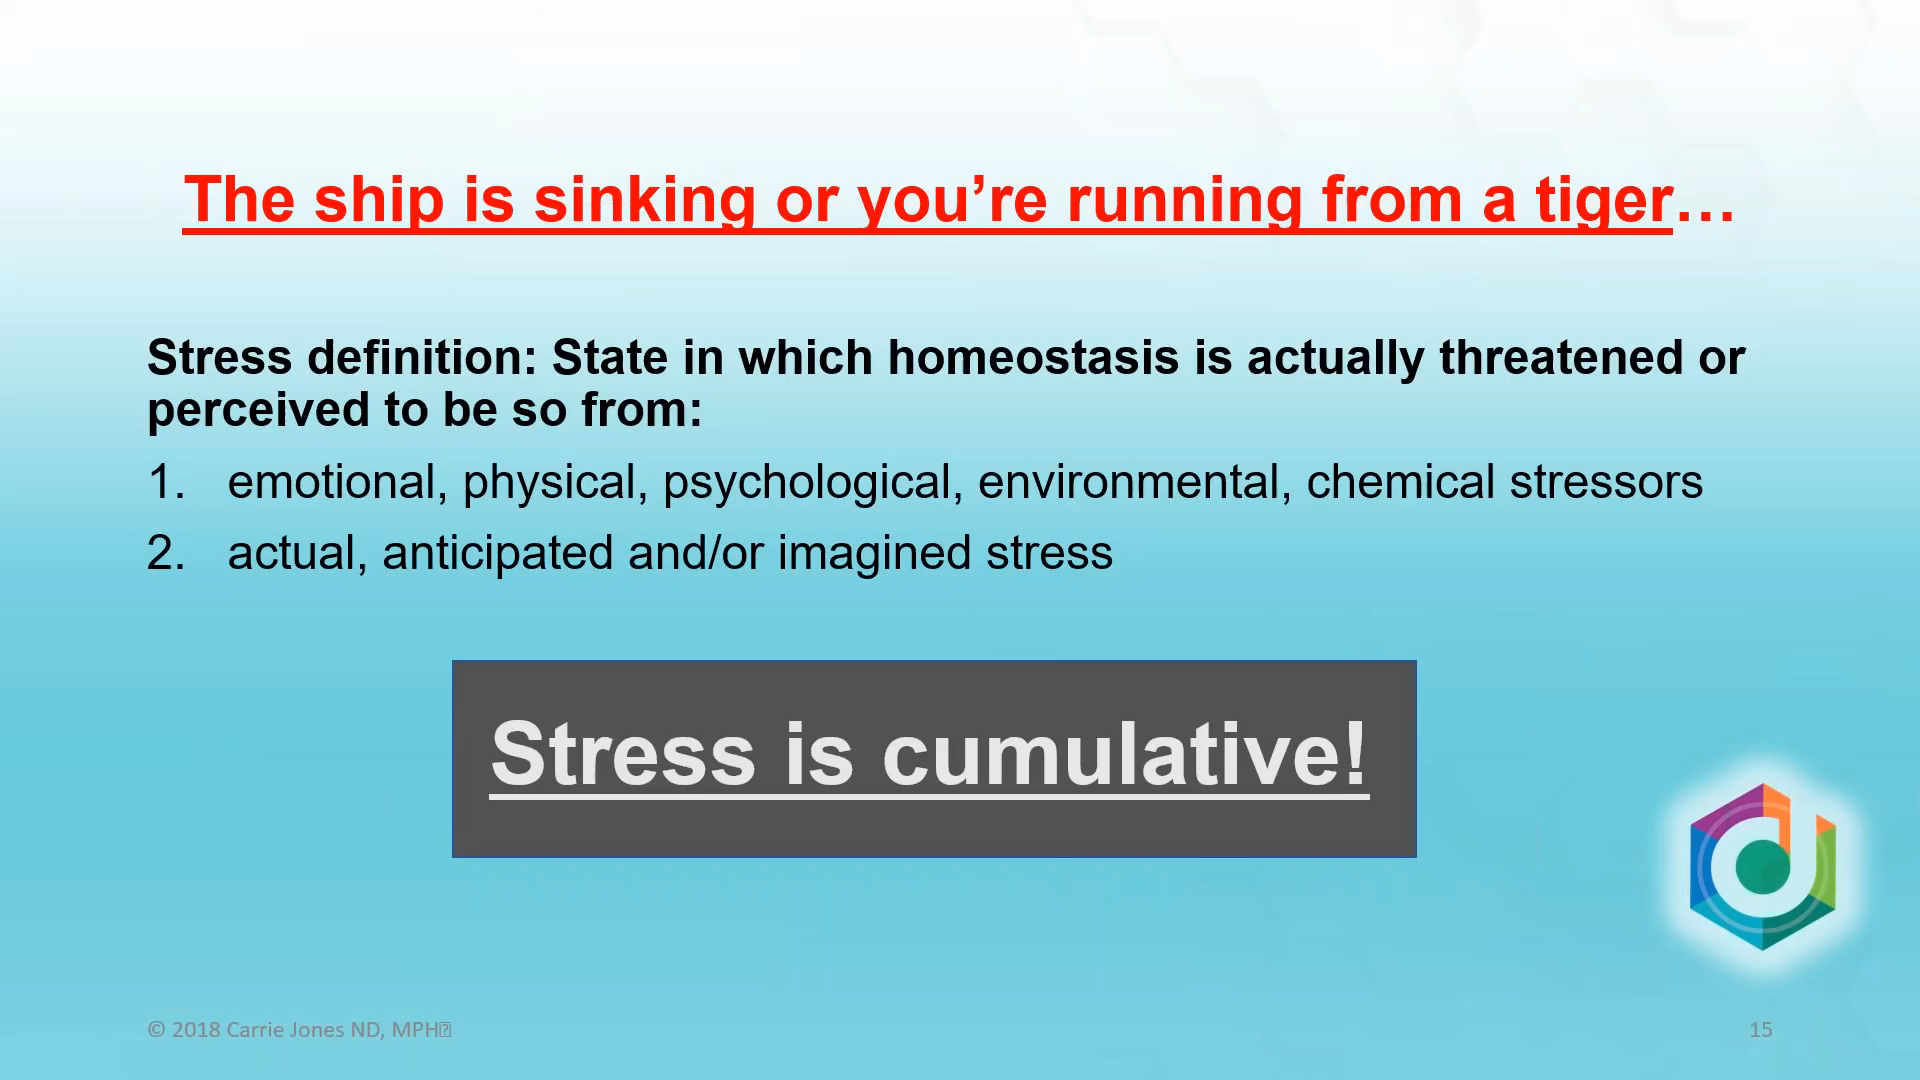 The ship is sinking or you’re running from a tiger…
Stress definition: State in which homeostasis is actually threatened or
perceived to be so from:
1. emotional, physical, psychological, environmental, chemical stressors
2. actual, anticipated and/or imagined stress
Stress is cumulative!
© 2018 Carrie Jones ND, MPH
15